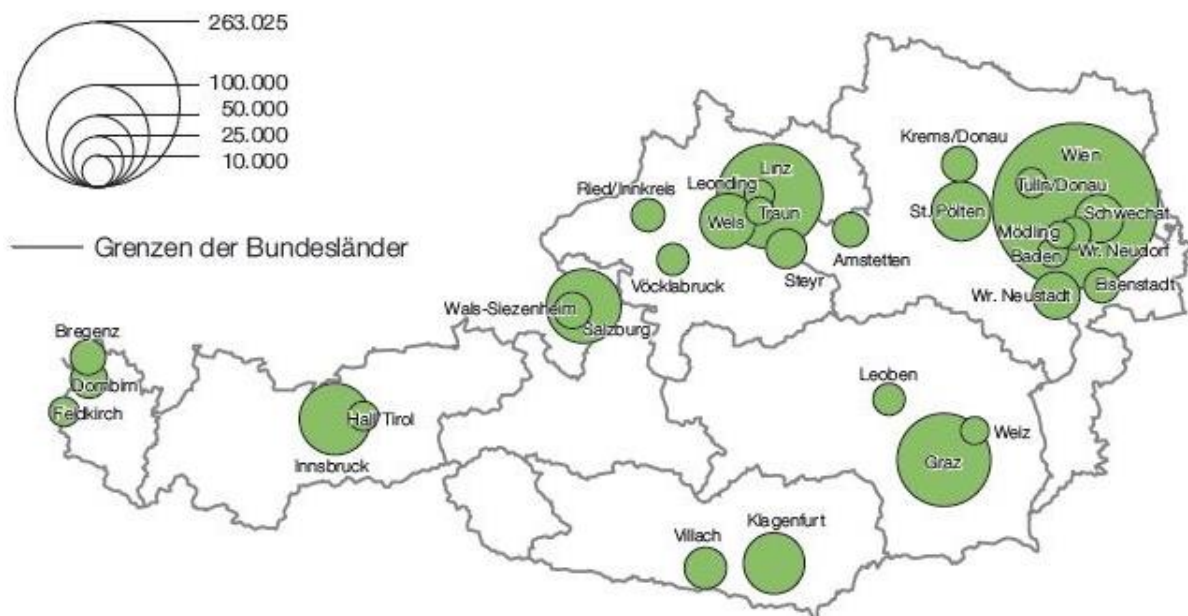 263.025
100.000
50.000
25.000
10.000
Grenzen der Bundesländer
Krems/Donau
Wien
Linz
Leonding
Tulln/Donau
Ried/Innkreis
Wels
Traun
St. Pölten
Schwechat
Mödling
Wr. Neudorf
Amstetten
Baden
Steyr
Vöcklabruck
Eisenstadt
Wr. Neustadt
Wals-Siezenheim
Salzburg
Bregenz
Dornbirn
Leoben
Feldkirch
Hall/Tirol
Weiz
Innsbruck
Graz
Klagenfurt
Villach